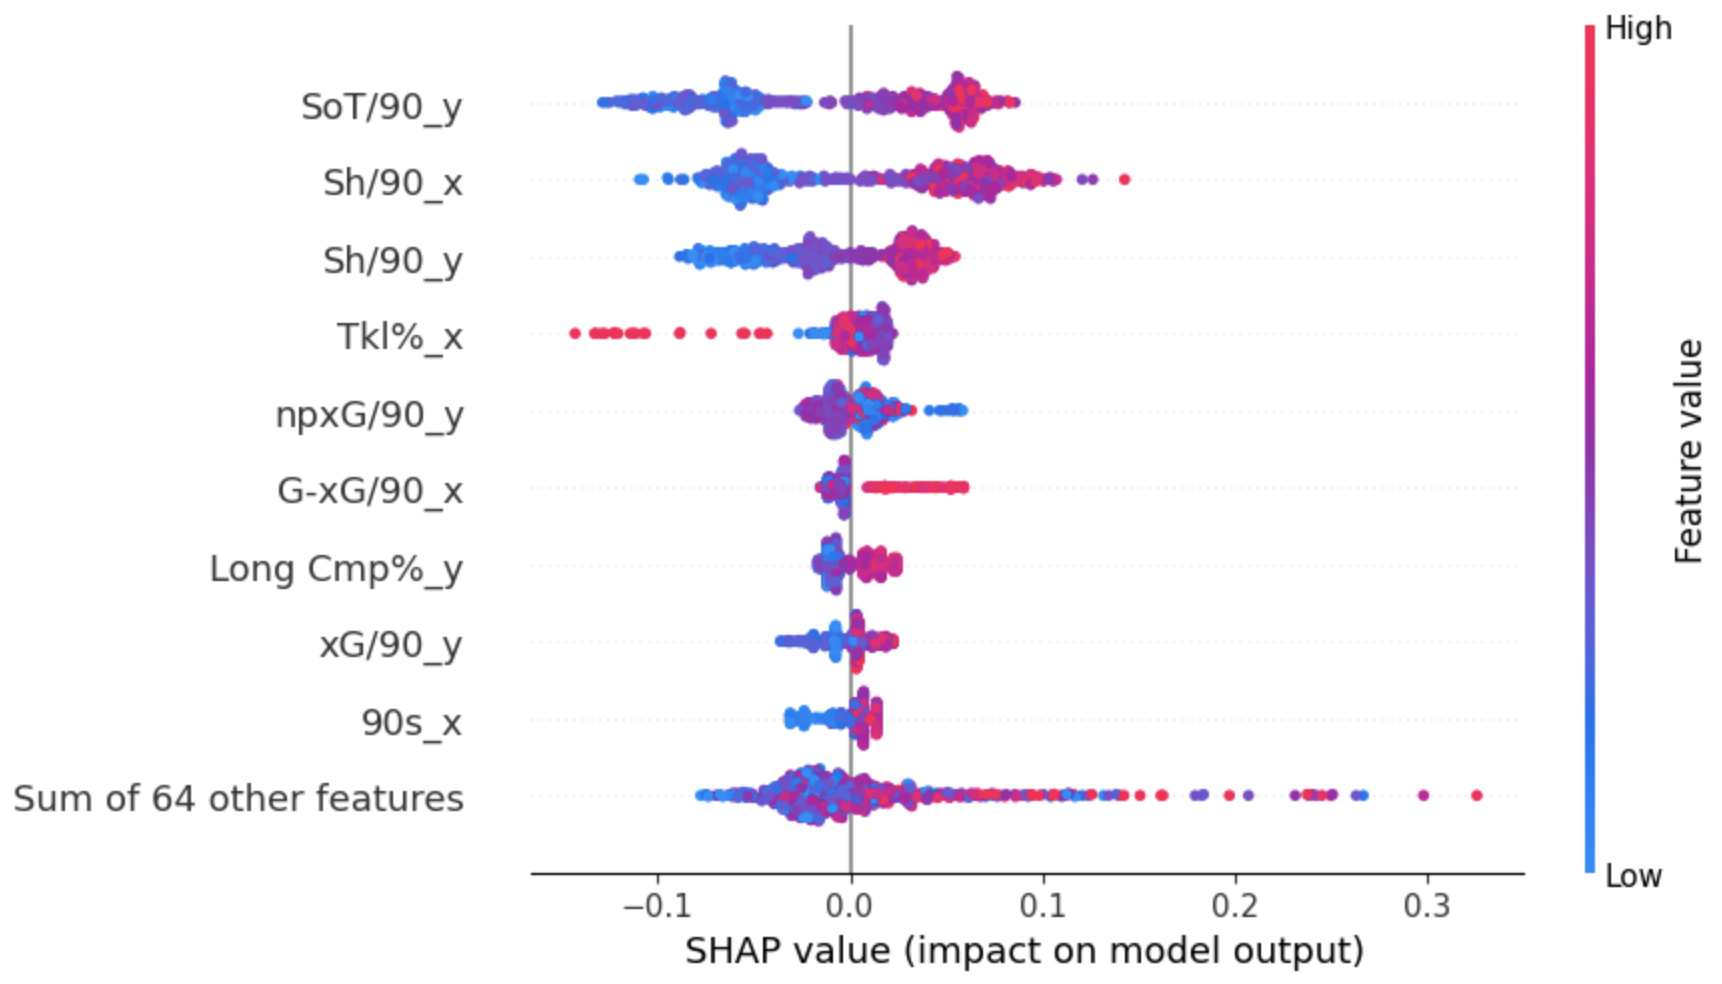 High
SoT/90_y
Sh/90_x
Sh/90_y
Tkl%_x
npxG/90_y
G-xG/90_x
Long Cmp%_y
xG/90_y
90s_x
Sum of 64 other features
Feature value
Low
−0.1 0.0 0.1 0.2 0.3
SHAP value (impact on model output)